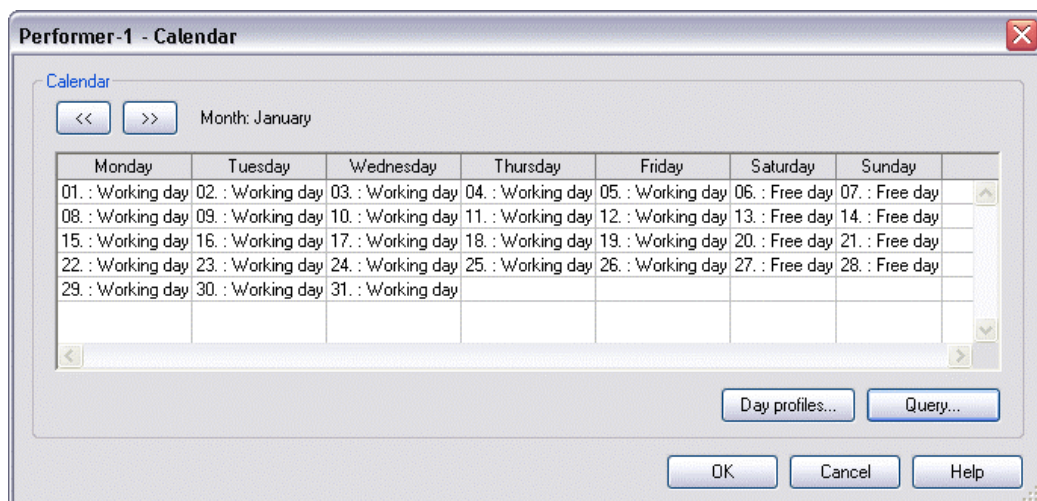 Performer-1 - Calendar
Calendar
<< >> Month: January
Monday Tuesday Wednesday Thursday Friday Saturday Sunday
01. : Working day 02. : Working day 03. : Working day 04. : Working day 05. : Working day 06. : Free day 07. : Free day
08. : Working day 09. : Working day 10. : Working day 11. : Working day 12. : Working day 13. : Free day 14. : Free day
15. : Working day 16. : Working day 17. : Working day 18. : Working day 19. : Working day 20. : Free day 21. : Free day
22. : Working day 23. : Working day 24. : Working day 25. : Working day 26. : Working day 27. : Free day 28. : Free day
29. : Working day 30. : Working day 31. : Working day
Day profiles... Query...
OK Cancel Help